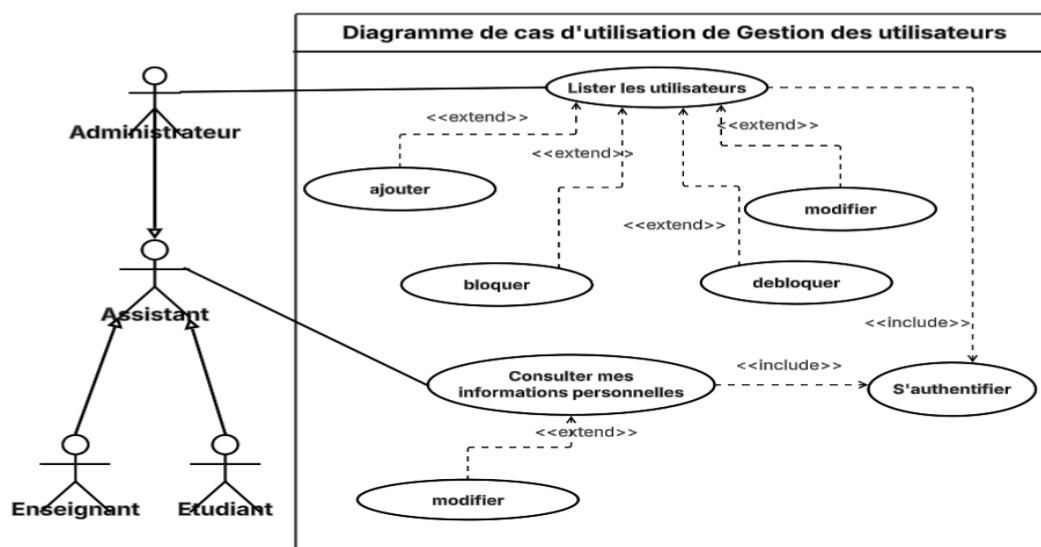 Diagramme de cas d'utilisation de Gestion des utilisateurs
Lister les utilisateurs
Administrateur
<<extend>>
<<extend>>
<<extend>>
ajouter
modifier
<<extend>>
bloquer
debloquer
Assistant
<<include>>
<<include>>
Consulter mes
informations personnelles
S'authentifier
<<extend>>
modifier
Enseignant
Etudiant